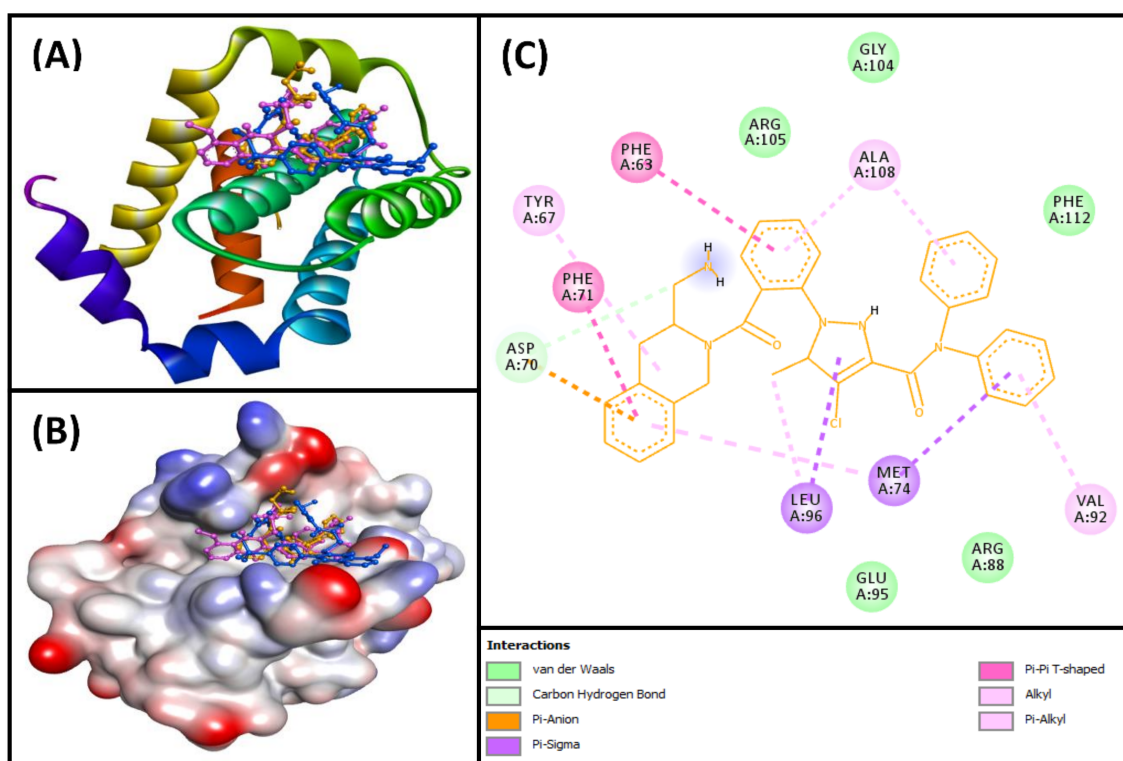 (A)
(B)
(C)
GLY
A:104
ARG
A:105
PHE
A:63
ALA
A:108
TYR
A:67
PHE
A:112
PHE
A:71
ASP
A:70
H
N
H
N
O
N
N
H
N
O
Cl
MET
A:74
LEU
A:96
VAL
A:92
ARG
A:88
GLU
A:95
Interactions
van der Waals
Carbon Hydrogen Bond
Pi-Anion
Pi-Sigma
Pi-Pi T-shaped
Alkyl
Pi-Alkyl